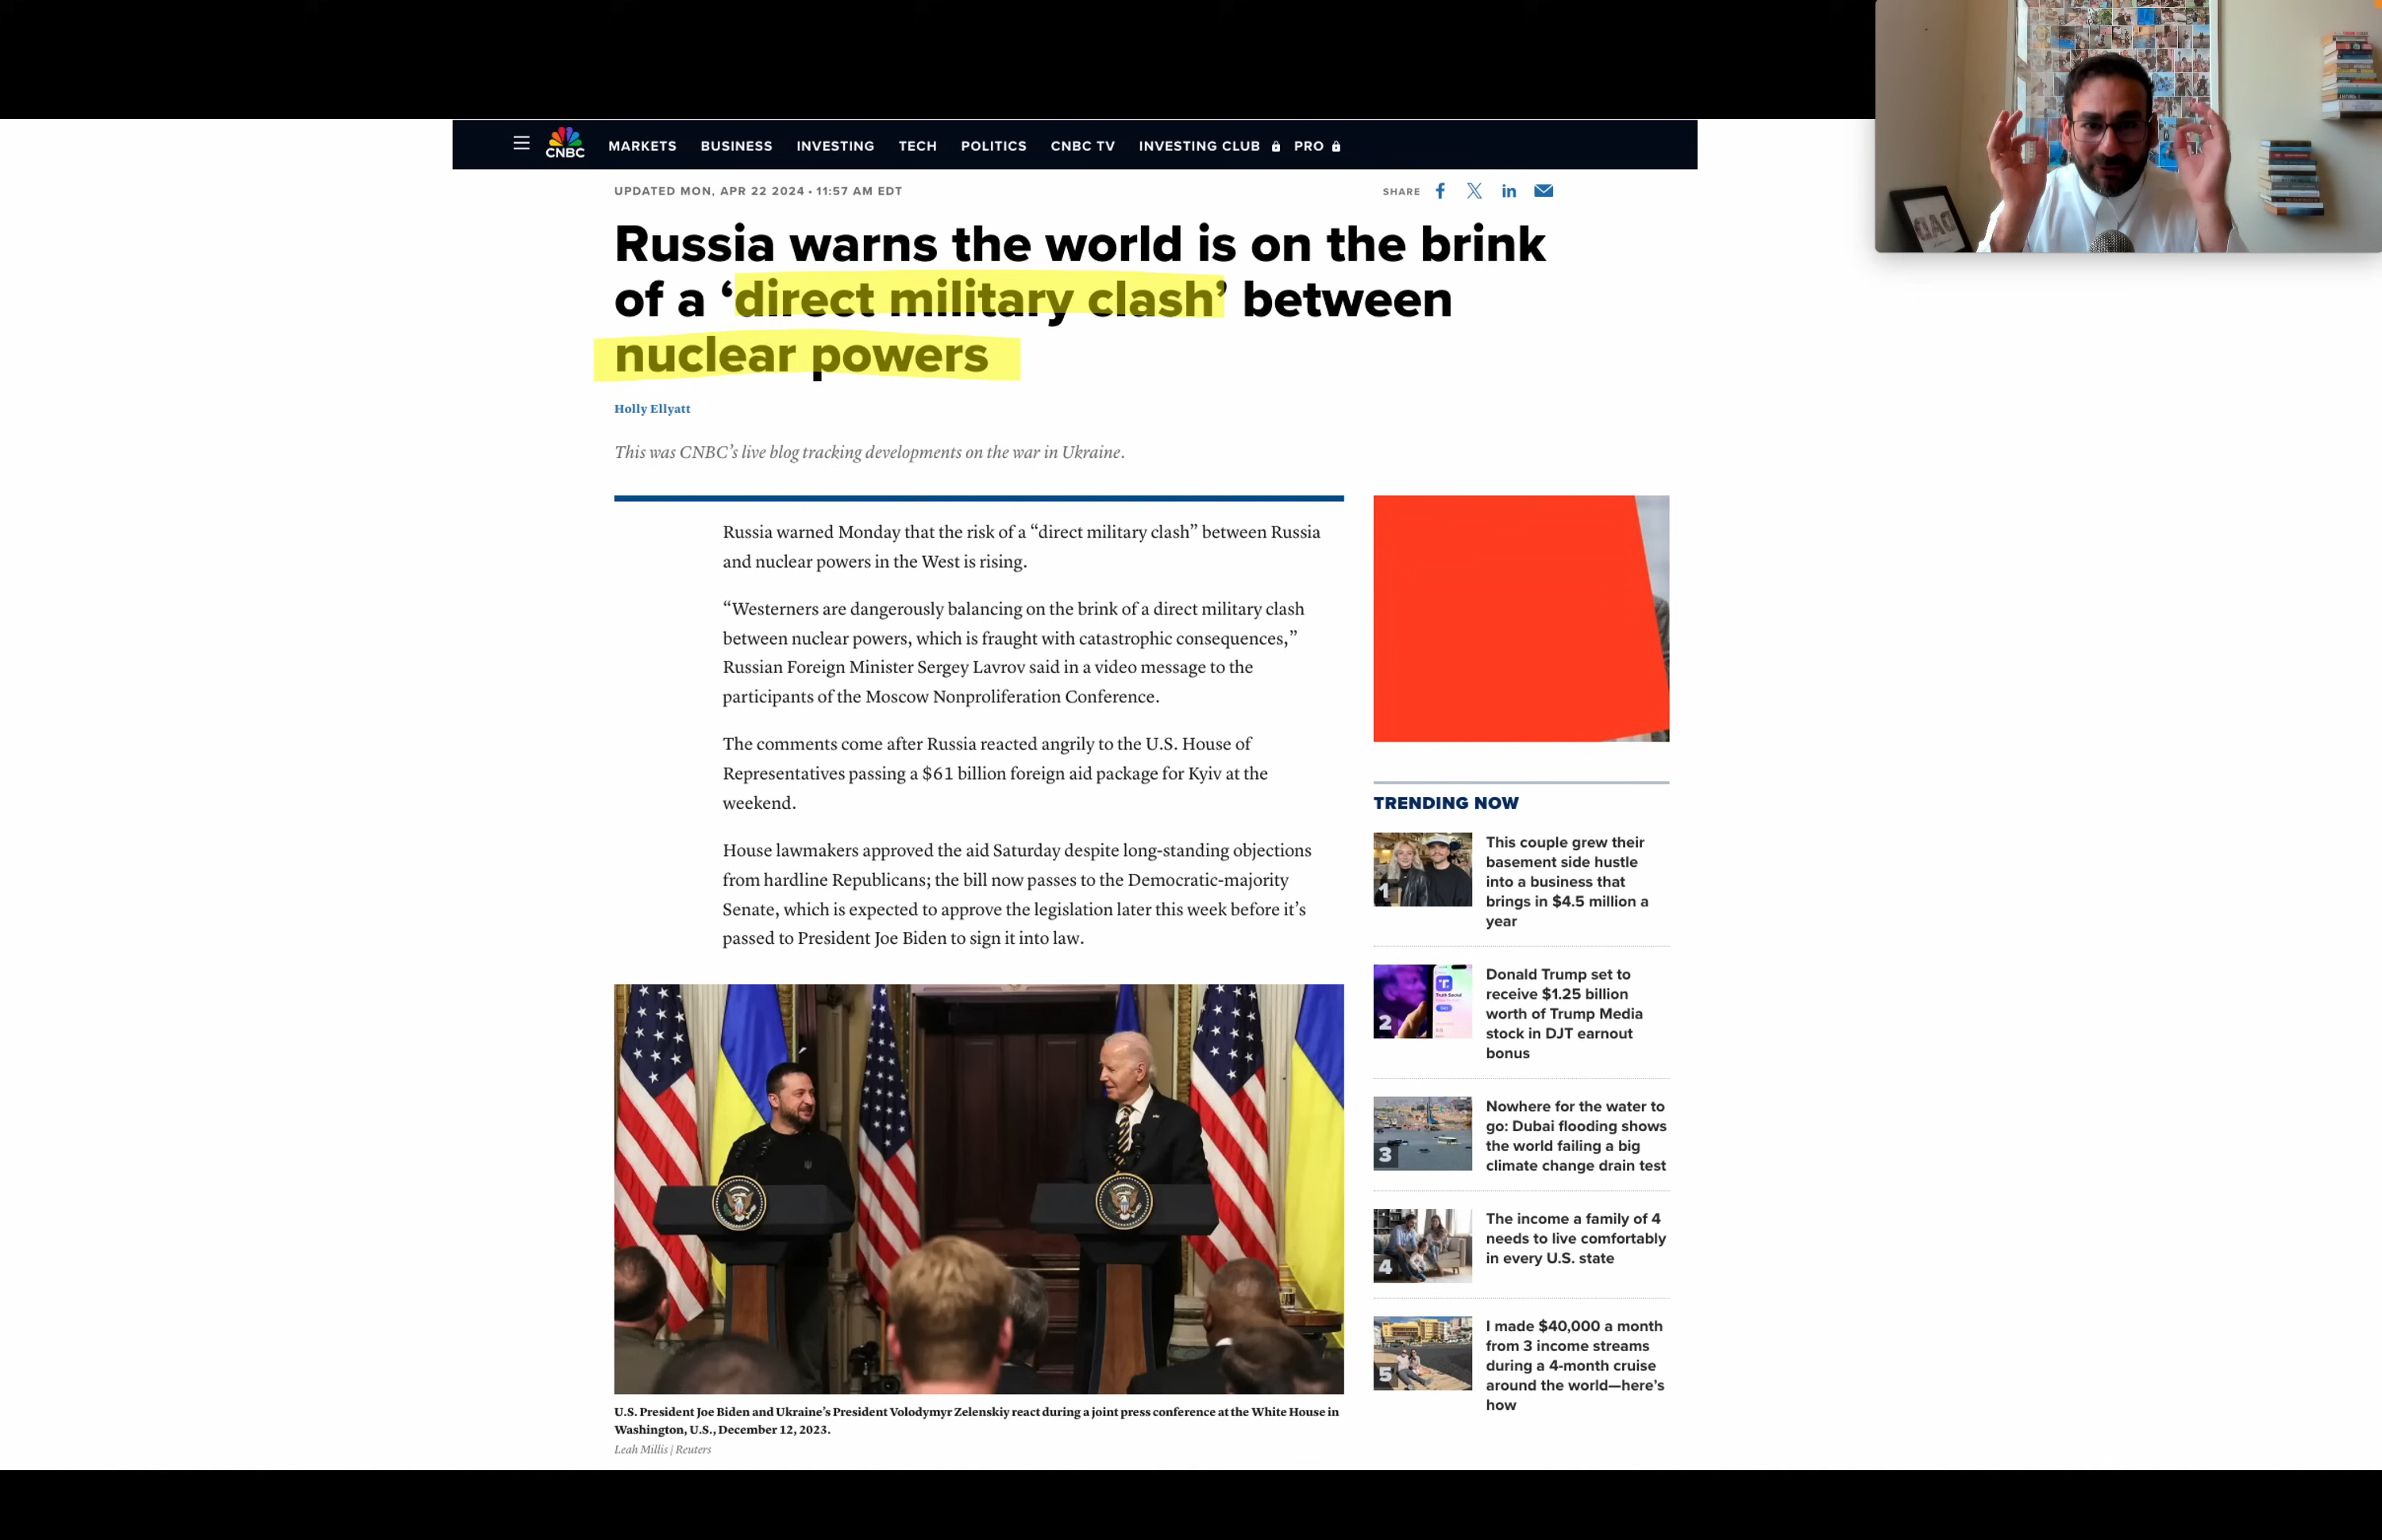 CNBC
MARKETS BUSINESS INVESTING TECH POLITICS CNBC TV INVESTING CLUB PRO
UPDATED MON, APR 22 2024 • 11:57 AM EDT
SHARE
Russia warns the world is on the brink
of a ‘direct military clash’ between
nuclear powers
Holly Ellyatt
This was CNBC’s live blog tracking developments on the war in Ukraine.
Russia warned Monday that the risk of a “direct military clash” between Russia
and nuclear powers in the West is rising.
“Westerners are dangerously balancing on the brink of a direct military clash
between nuclear powers, which is fraught with catastrophic consequences,”
Russian Foreign Minister Sergey Lavrov said in a video message to the
participants of the Moscow Nonproliferation Conference.
The comments come after Russia reacted angrily to the U.S. House of
Representatives passing a $61 billion foreign aid package for Kyiv at the
weekend.
House lawmakers approved the aid Saturday despite long-standing objections
from hardline Republicans; the bill now passes to the Democratic-majority
Senate, which is expected to approve the legislation later this week before it’s
passed to President Joe Biden to sign it into law.
U.S. President Joe Biden and Ukraine’s President Volodymyr Zelenskiy react during a joint press conference at the White House in
Washington, U.S., December 12, 2023.
Leah Millis | Reuters
TRENDING NOW
1
This couple grew their
basement side hustle
into a business that
brings in $4.5 million a
year
2
Truth Social
Donald Trump set to
receive $1.25 billion
worth of Trump Media
stock in DJT earnout
bonus
3
Nowhere for the water to
go: Dubai flooding shows
the world failing a big
climate change drain test
4
The income a family of 4
needs to live comfortably
in every U.S. state
5
I made $40,000 a month
from 3 income streams
during a 4-month cruise
around the world—here’s
how